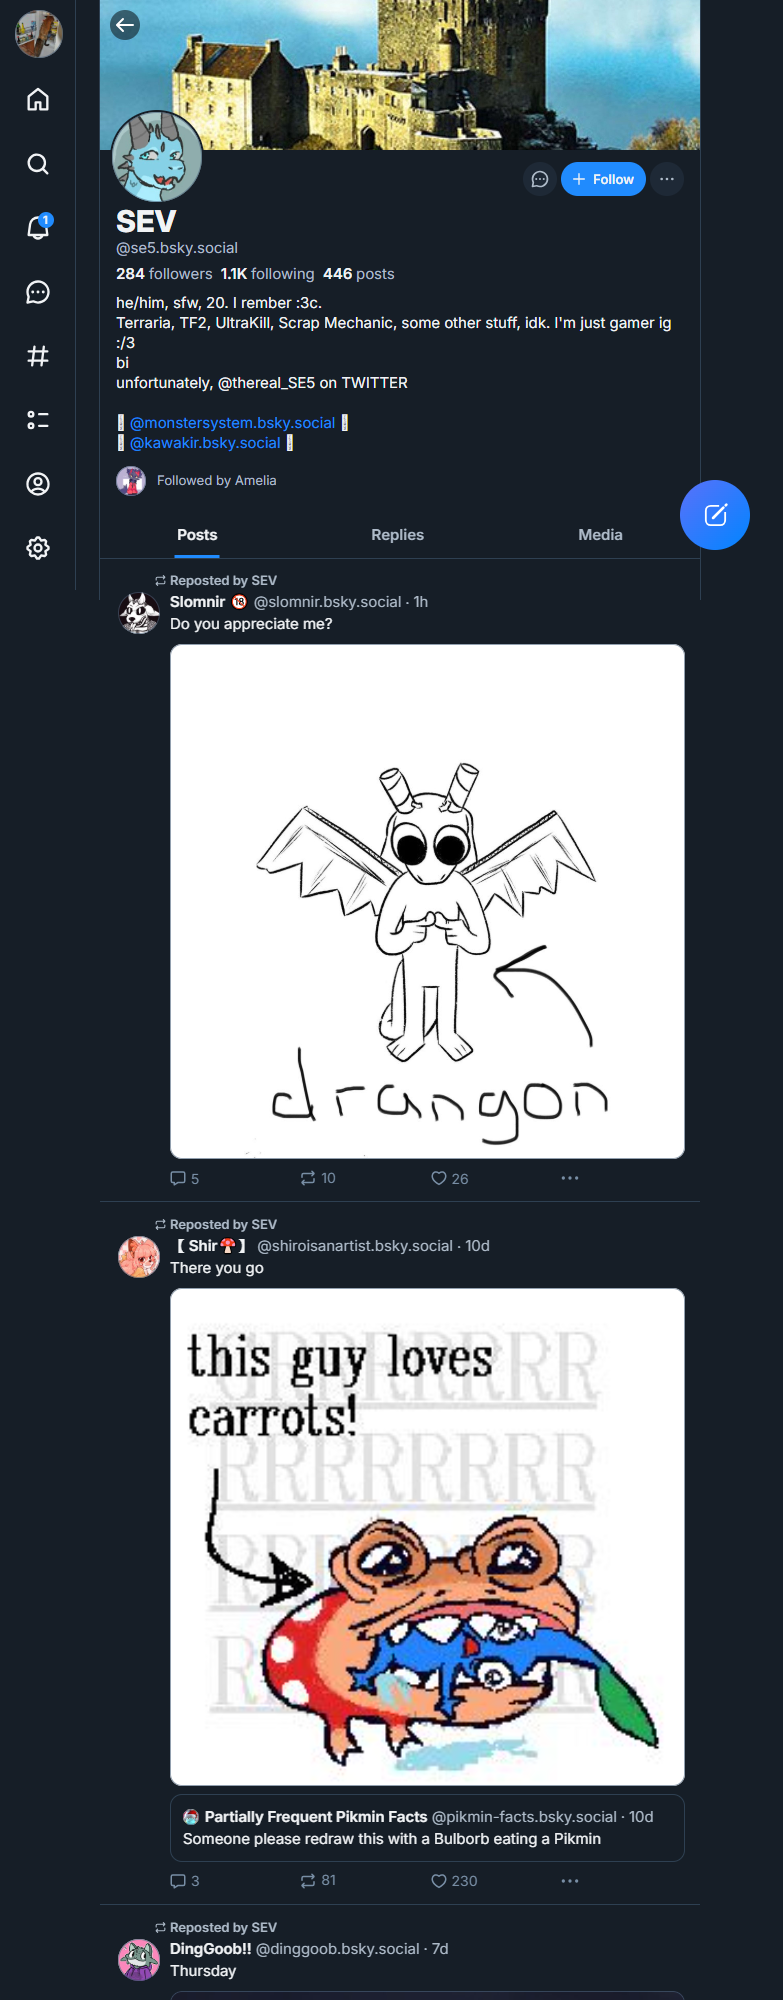 1
Follow
SEV
@se5.bsky.social
284 followers 1.1K following 446 posts
he/him, sfw, 20. I rember :3c.
Terraria, TF2, UltraKill, Scrap Mechanic, some other stuff, idk. I'm just gamer ig
:/3
bi
unfortunately, @thereal_SE5 on TWITTER
@monstersystem.bsky.social
@kawakir.bsky.social
Followed by Amelia
Posts Replies Media
Reposted by SEV
Slomnir 🔞 @slomnir.bsky.social · 1h
Do you appreciate me?
drangon
5 10 26 ···
Reposted by SEV
【 Shir🍄】 @shiroisanartist.bsky.social · 10d
There you go
this guy loves
carrots!
Partially Frequent Pikmin Facts @pikmin-facts.bsky.social · 10d
Someone please redraw this with a Bulborb eating a Pikmin
3 81 230 ···
Reposted by SEV
DingGoob!! @dinggoob.bsky.social · 7d
Thursday